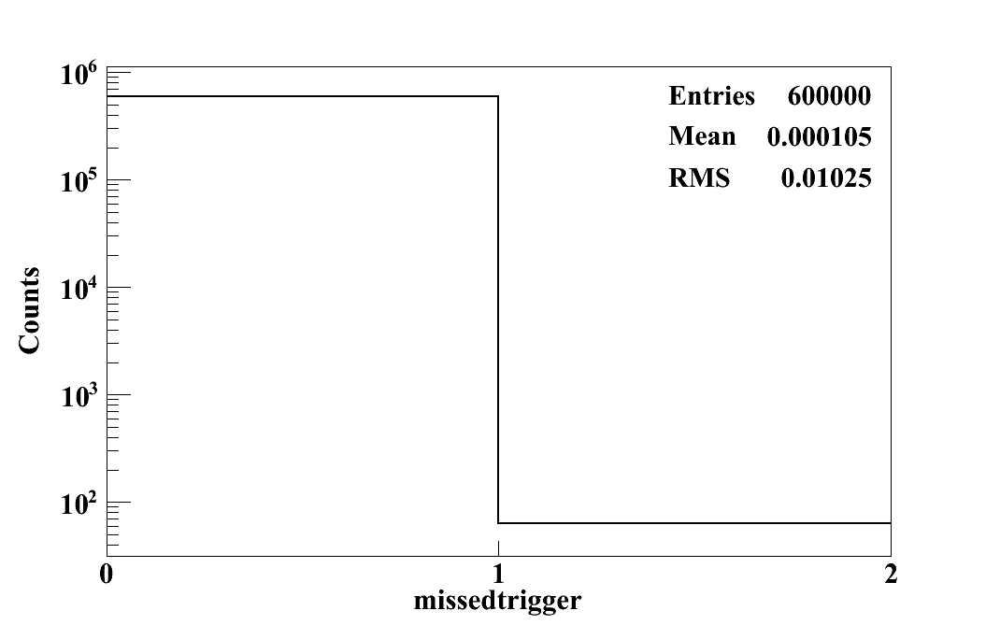 Entries 600000
Mean 0.000105
RMS 0.01025
10^6
10^5
10^4
10^3
10^2
Counts
0 1 2
missedtrigger